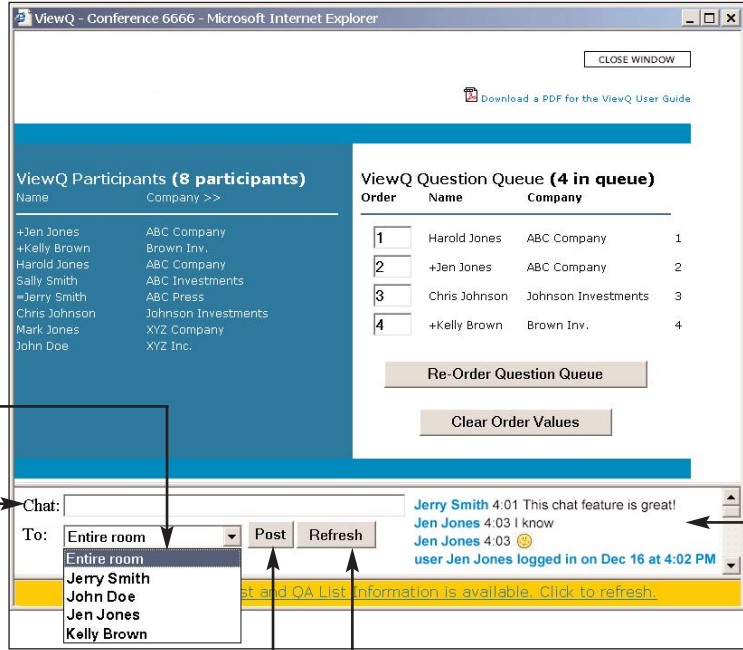 ViewQ - Conference 6666 - Microsoft Internet Explorer
CLOSE WINDOW
Download a PDF for the ViewQ User Guide
ViewQ Participants (8 participants)
Name Company >>
+Jen Jones ABC Company
+Kelly Brown Brown Inv.
Harold Jones ABC Company
Sally Smith ABC Investments
=Jerry Smith ABC Press
Chris Johnson Johnson Investments
Mark Jones XYZ Company
John Doe XYZ Inc.
ViewQ Question Queue (4 in queue)
Order Name Company
1 Harold Jones ABC Company 1
2 +Jen Jones ABC Company 2
3 Chris Johnson Johnson Investments 3
4 +Kelly Brown Brown Inv. 4
Re-Order Question Queue
Clear Order Values
Chat:
To: Entire room Post Refresh
Entire room
Jerry Smith
John Doe
Jen Jones
Kelly Brown
Jerry Smith 4:01 This chat feature is great!
Jen Jones 4:03 I know
Jen Jones 4:03
user Jen Jones logged in on Dec 16 at 4:02 PM
and QA List Information is available. Click to refresh.